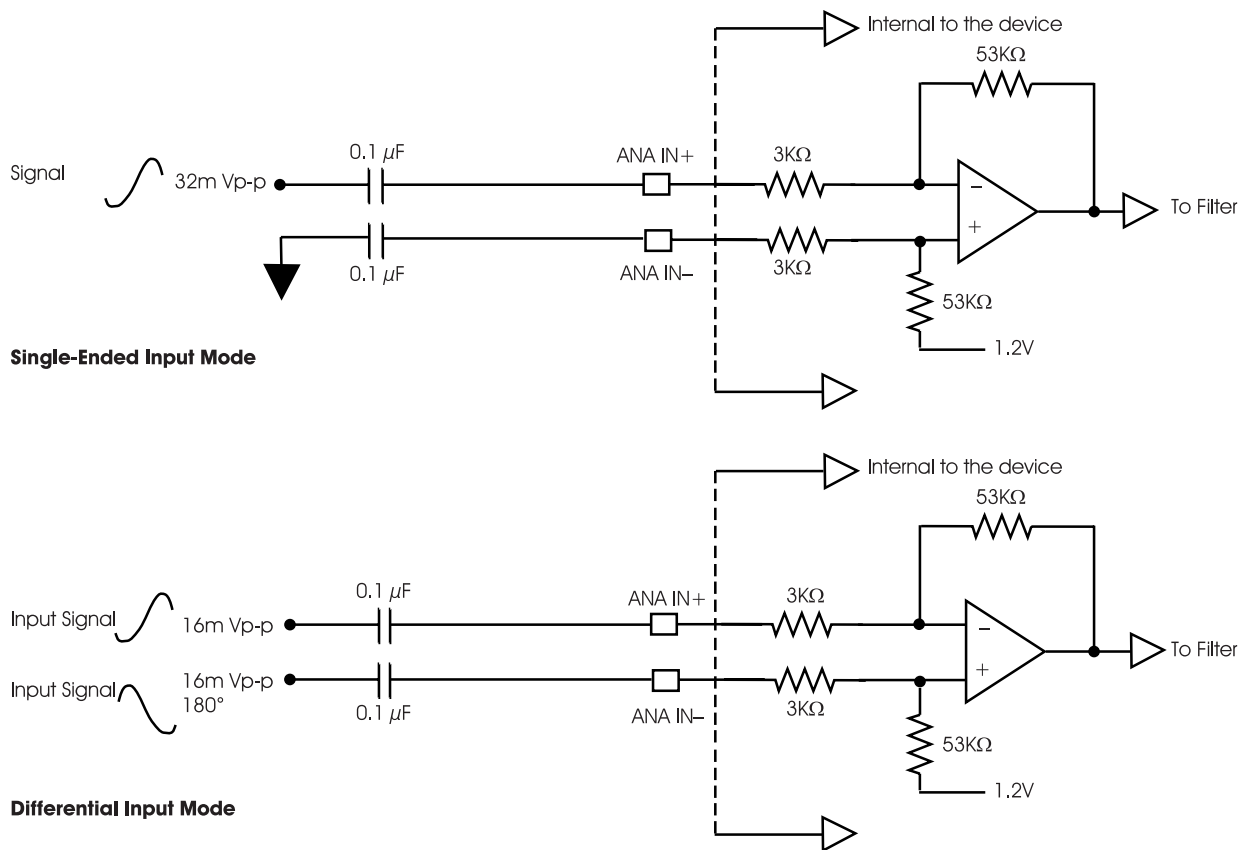 Internal to the device
53KΩ
0.1 µF
ANA IN+
3KΩ
Signal
32m Vp-p
−
To Filter
+
0.1 µF
ANA IN–
3KΩ
53KΩ
1.2V
Single-Ended Input Mode
Internal to the device
53KΩ
0.1 µF
ANA IN+
3KΩ
Input Signal
16m Vp-p
−
To Filter
Input Signal
16m Vp-p
180°
+
0.1 µF
ANA IN–
3KΩ
53KΩ
1.2V
Differential Input Mode